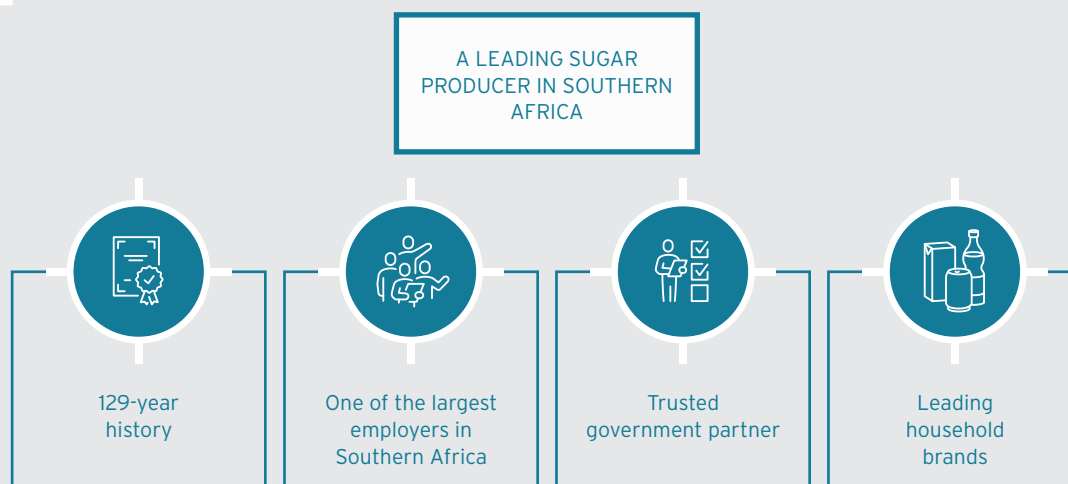 A LEADING SUGAR
PRODUCER IN SOUTHERN
AFRICA
129-year
history
One of the largest
employers in
Southern Africa
Trusted
government partner
Leading
household
brands